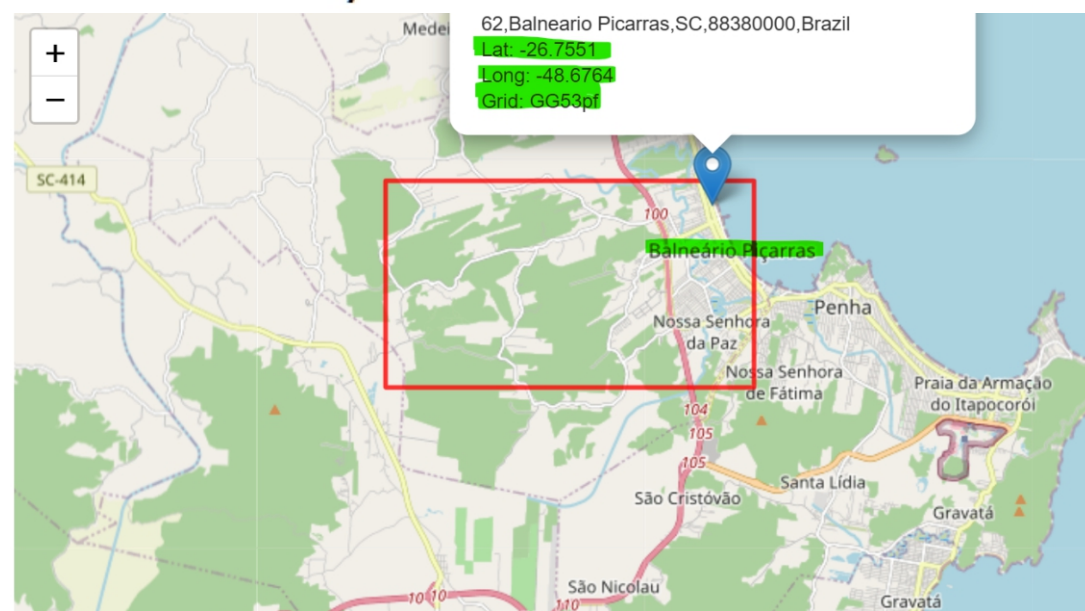 +
−
62,Balneario Picarras,SC,88380000,Brazil
Lat: -26.7551
Long: -48.6764
Grid: GG53pf
Medei
SC-414
100
Balneário Piçarras
Penha
Nossa Senhora
da Paz
Nossa Senhora
de Fátima
Praia da Armação
do Itapocorói
104
105
105
Santa Lídia
São Cristóvão
Gravatá
São Nicolau
10 10
110
Gravatá